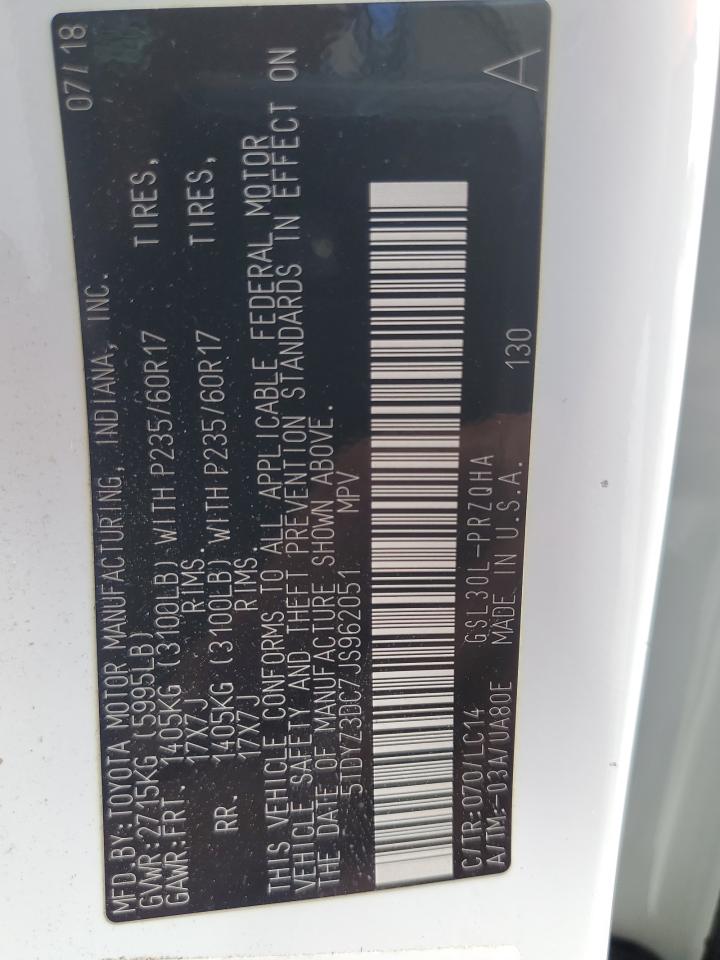 MFD.BY:TOYOTA MOTOR MANUFACTURING, INDIANA, INC. 07/18
GVWR:2715KG (5995LB)
GAWR:FRT. 1405KG (3100LB) WITH P235/60R17 TIRES,
17X7J RIMS.
RR. 1405KG (3100LB) WITH P235/60R17 TIRES,
17X7J RIMS.
THIS VEHICLE CONFORMS TO ALL APPLICABLE FEDERAL MOTOR
VEHICLE SAFETY AND THEFT PREVENTION STANDARDS IN EFFECT ON
THE DATE OF MANUFACTURE SHOWN ABOVE.
5TDYZ3DC7JS962051 MPV
C/TR:070/LC14 GSL30L-PRZQHA
A/TM:-03A/UA80E MADE IN U.S.A. 130 A